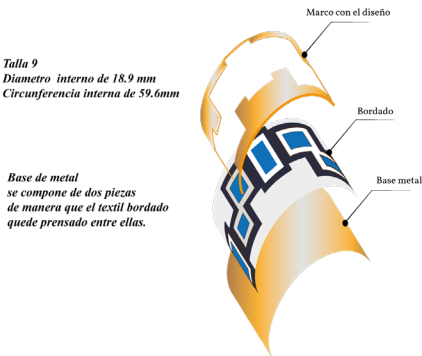 Marco con el diseño
Talla 9
Diametro interno de 18.9 mm
Circunferencia interna de 59.6mm
Bordado
Base de metal
se compone de dos piezas
de manera que el textil bordado
quede prensado entre ellas.
Base metal